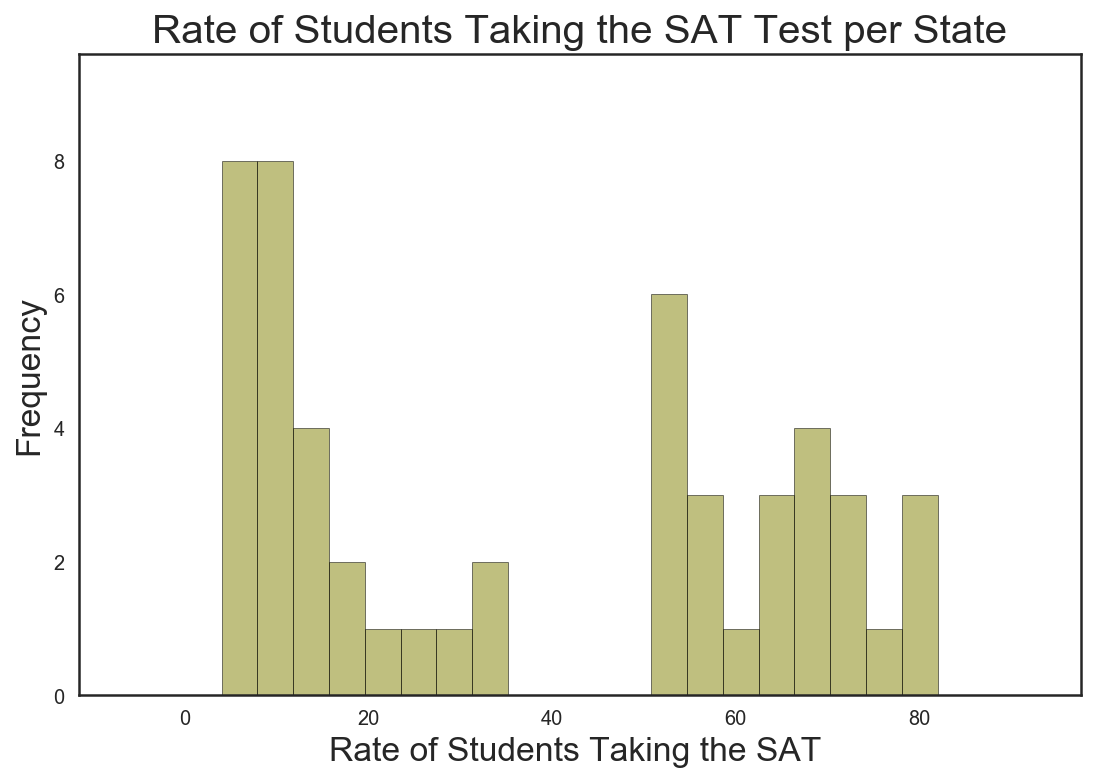 Rate of Students Taking the SAT Test per State
Frequency
8
6
4
2
0
0 20 40 60 80
Rate of Students Taking the SAT